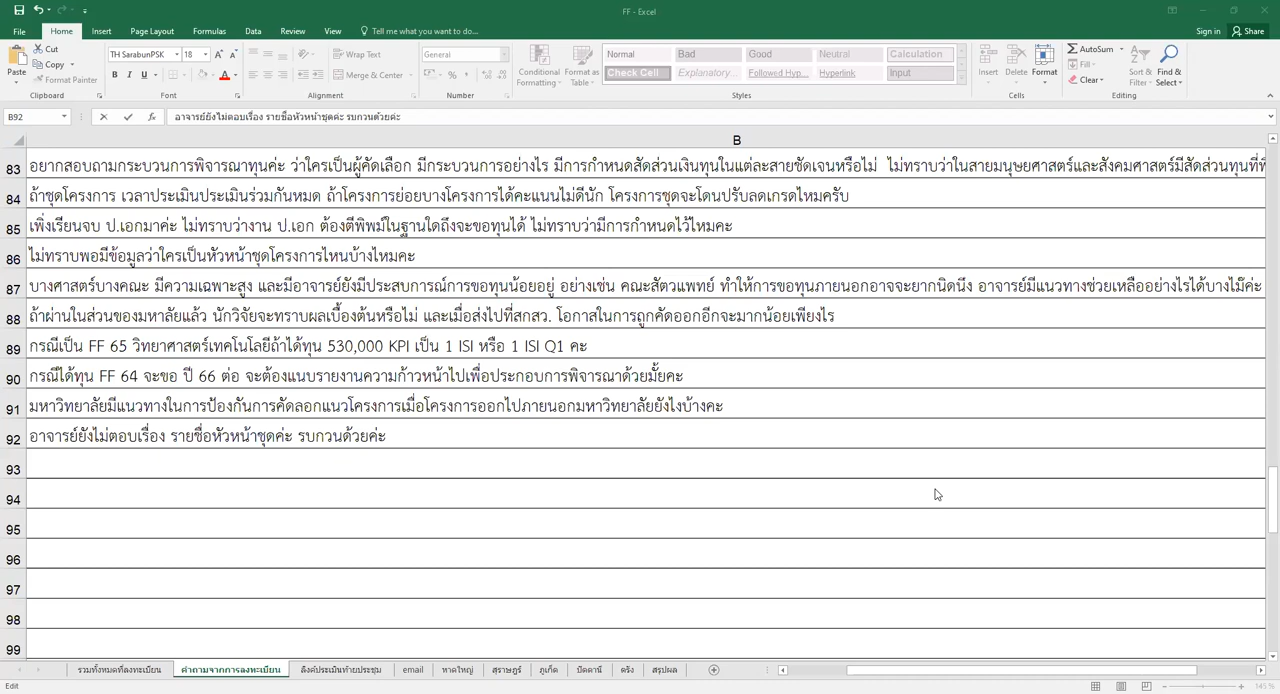 FF - Excel
File Home Insert Page Layout Formulas Data Review View Tell me what you want to do... Sign in Share
Paste Cut Copy Format Painter
TH SarabunPSK 18
Wrap Text General
Merge & Center
Conditional Formatting Format as Table
Normal Bad Good Neutral Calculation
Check Cell Explanatory... Followed Hyp... Hyperlink Input
Insert Delete Format
AutoSum Fill Clear Sort & Filter Find & Select
Clipboard Font Alignment Number Styles Cells Editing
B92 fx อาจารย์ยังไม่ตอบเรื่อง รายชื่อหัวหน้าชุดค่ะ รบกวนด้วยค่ะ
B
83 อยากสอบถามกระบวนการพิจารณาทุนค่ะ ว่าใครเป็นผู้คัดเลือก มีกระบวนการอย่างไร มีการกำหนดสัดส่วนเงินทุนในแต่ละสายชัดเจนหรือไม่ ไม่ทราบว่าในสายมนุษยศาสตร์และสังคมศาสตร์มีสัดส่วนทุนที่
84 ถ้าชุดโครงการ เวลาประเมินประเมินร่วมกันหมด ถ้าโครงการย่อยบางโครงการได้คะแนนไม่ดีนัก โครงการชุดจะโดนปรับลดเกรดไหมครับ
85 เพิ่งเรียนจบ ป.เอกมาค่ะ ไม่ทราบว่างาน ป.เอก ต้องตีพิพม์ในฐานใดถึงจะขอทุนได้ ไม่ทราบว่ามีการกำหนดไว้ไหมคะ
86 ไม่ทราบพอมีข้อมูลว่าใครเป็นหัวหน้าชุดโครงการไหนบ้างไหมคะ
87 บางศาสตร์บางคณะ มีความเฉพาะสูง และมีอาจารย์ยังมีประสบการณ์การขอทุนน้อยอยู่ อย่างเช่น คณะสัตวแพทย์ ทำให้การขอทุนภายนอกอาจจะยากนิดนึง อาจารย์มีแนวทางช่วยเหลืออย่างไรได้บางไม๊ค่ะ
88 ถ้าผ่านในส่วนของมหาลัยแล้ว นักวิจัยจะทราบผลเบื้องต้นหรือไม่ และเมื่อส่งไปที่สกสว. โอกาสในการถูกคัดออกอีกจะมากน้อยเพียงไร
89 กรณีเป็น FF 65 วิทยาศาสตร์เทคโนโลยีถ้าได้ทุน 530,000 KPI เป็น 1 ISI หรือ 1 ISI Q1 คะ
90 กรณีได้ทุน FF 64 จะขอ ปี 66 ต่อ จะต้องแนบรายงานความก้าวหน้าไปเพื่อประกอบการพิจารณาด้วยมั้ยคะ
91 มหาวิทยาลัยมีแนวทางในการป้องกันการคัดลอกแนวโครงการเมื่อโครงการออกไปภายนอกมหาวิทยาลัยยังไงบ้างคะ
92 อาจารย์ยังไม่ตอบเรื่อง รายชื่อหัวหน้าชุดค่ะ รบกวนด้วยค่ะ
93
94
95
96
97
98
99
รวมทั้งหมดที่ลงทะเบียน คำถามจากการลงทะเบียน ลิงค์ประเมินท้ายประชุม email หาดใหญ่ สุราษฎร์ ภูเก็ต ปัตตานี ตรัง สรุปผล
Edit 145%